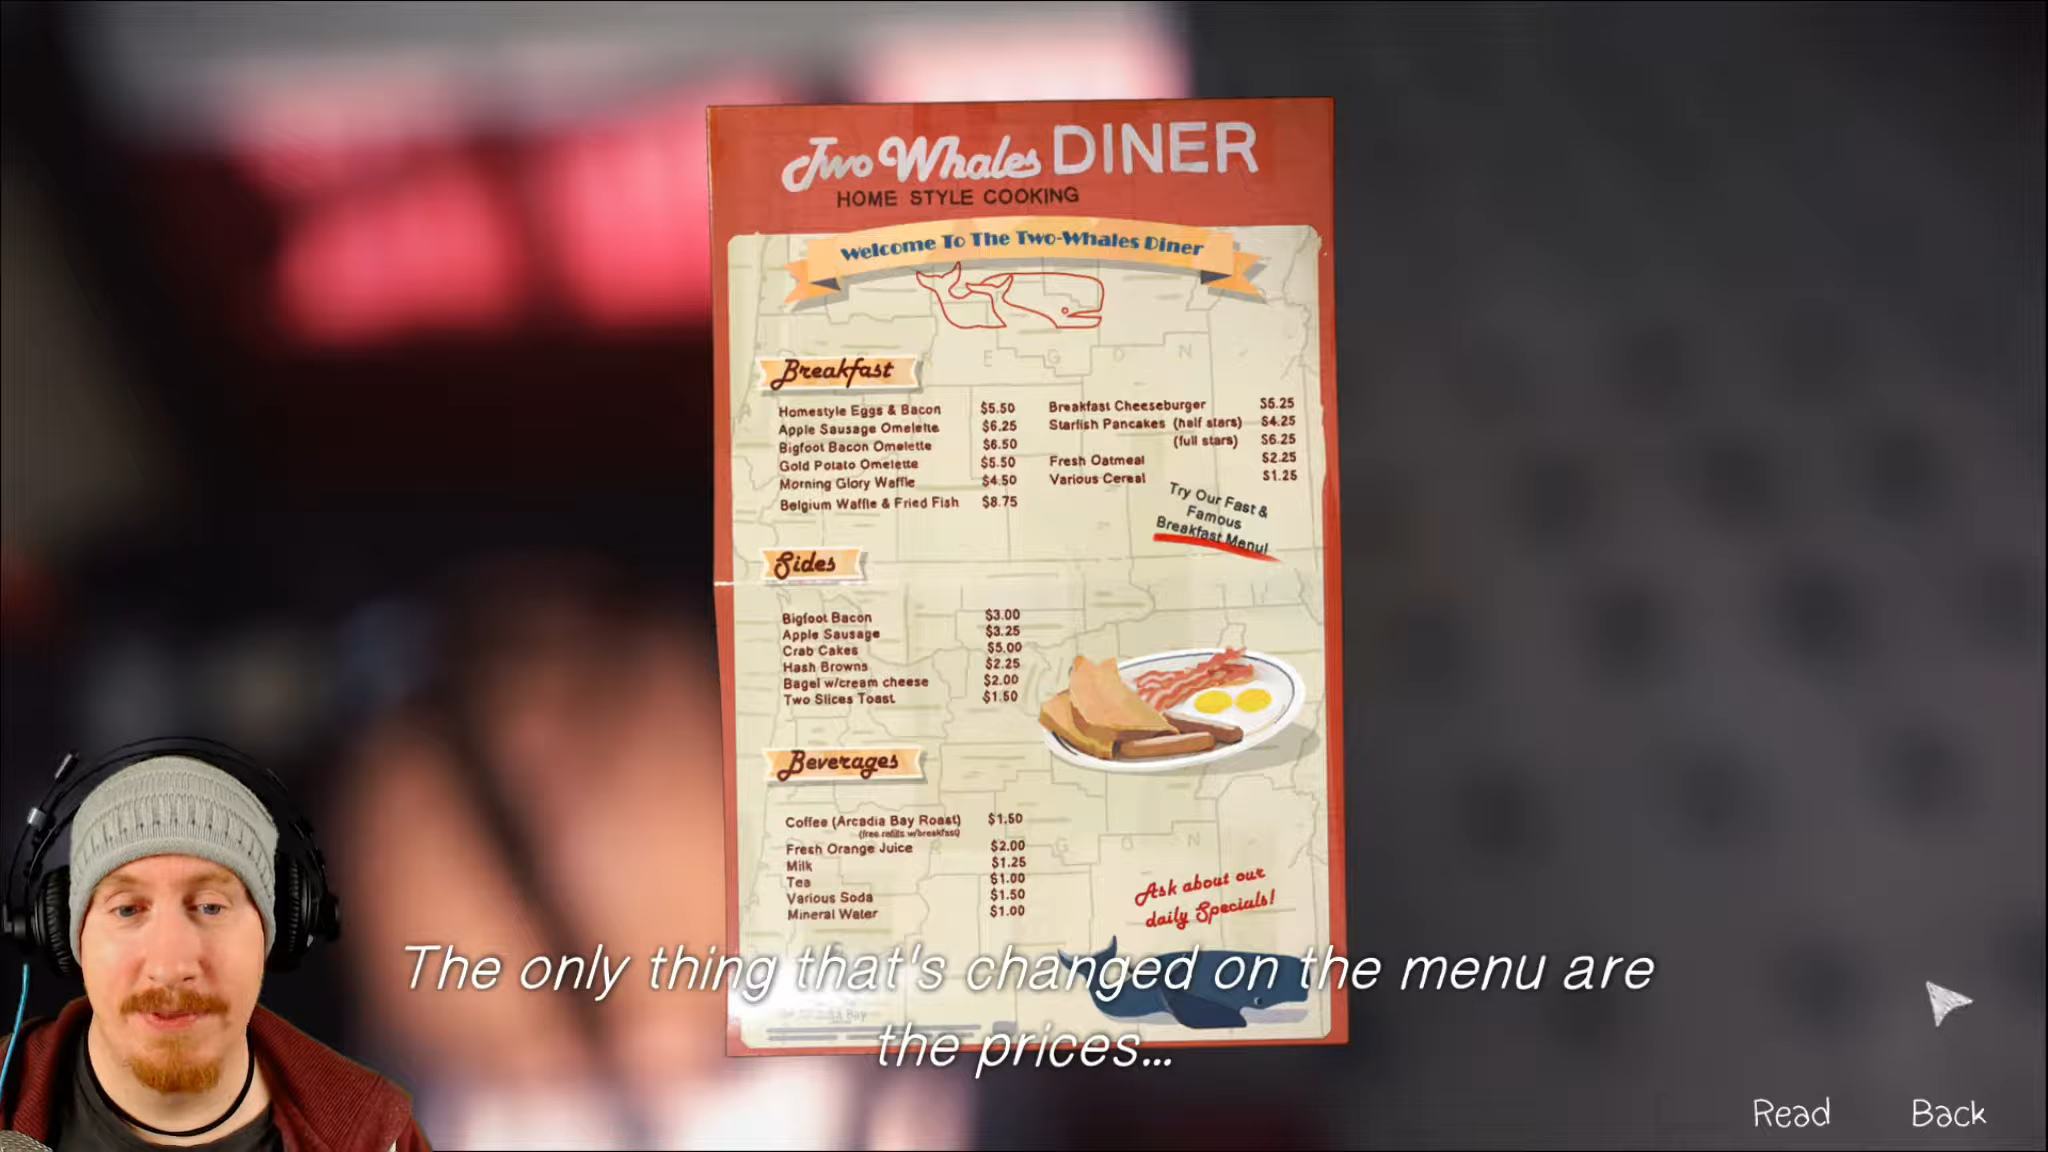 Two Whales DINER
HOME STYLE COOKING
Welcome To The Two-Whales Diner
Breakfast
Homestyle Eggs & Bacon $5.50
Apple Sausage Omelette $6.25
Bigfoot Bacon Omelette $6.50
Gold Potato Omelette $5.50
Morning Glory Waffle $4.50
Belgium Waffle & Fried Fish $8.75
Breakfast Cheeseburger $5.25
Starfish Pancakes (half stars) $4.25
(full stars) $6.25
Fresh Oatmeal $2.25
Various Cereal $1.25
Try Our Fast &
Famous
Breakfast Menu!
Sides
Bigfoot Bacon $3.00
Apple Sausage $3.25
Crab Cakes $5.00
Hash Browns $2.25
Bagel w/cream cheese $2.00
Two Slices Toast $1.50
Beverages
Coffee (Arcadia Bay Roast) $1.50
(free refills w/breakfast)
Fresh Orange Juice $2.00
Milk $1.25
Tea $1.00
Various Soda $1.50
Mineral Water $1.00
Ask about our
daily Specials!
The only thing that's changed on the menu are
the prices...
Read Back